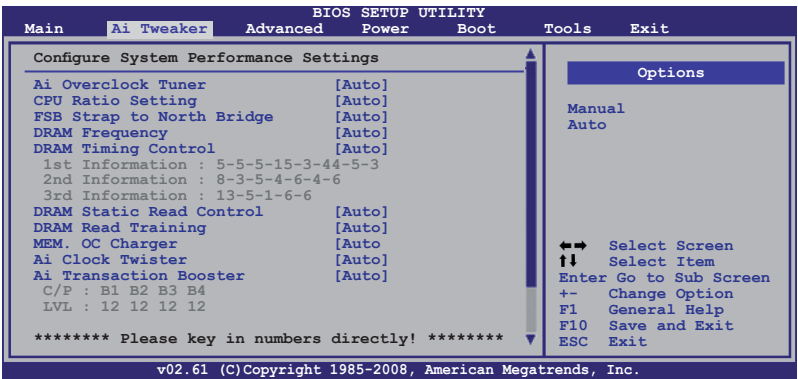 BIOS SETUP UTILITY
Main Ai Tweaker Advanced Power Boot Tools Exit
Configure System Performance Settings
Ai Overclock Tuner [Auto]
CPU Ratio Setting [Auto]
FSB Strap to North Bridge [Auto]
DRAM Frequency [Auto]
DRAM Timing Control [Auto]
1st Information : 5-5-5-15-3-44-5-3
2nd Information : 8-3-5-4-6-4-6
3rd Information : 13-5-1-6-6
DRAM Static Read Control [Auto]
DRAM Read Training [Auto]
MEM. OC Charger [Auto
Ai Clock Twister [Auto]
Ai Transaction Booster [Auto]
C/P : B1 B2 B3 B4
LVL : 12 12 12 12
******** Please key in numbers directly! ********
Options
Manual
Auto
←→ Select Screen
↑↓ Select Item
Enter Go to Sub Screen
+- Change Option
F1 General Help
F10 Save and Exit
ESC Exit
v02.61 (C)Copyright 1985-2008, American Megatrends, Inc.